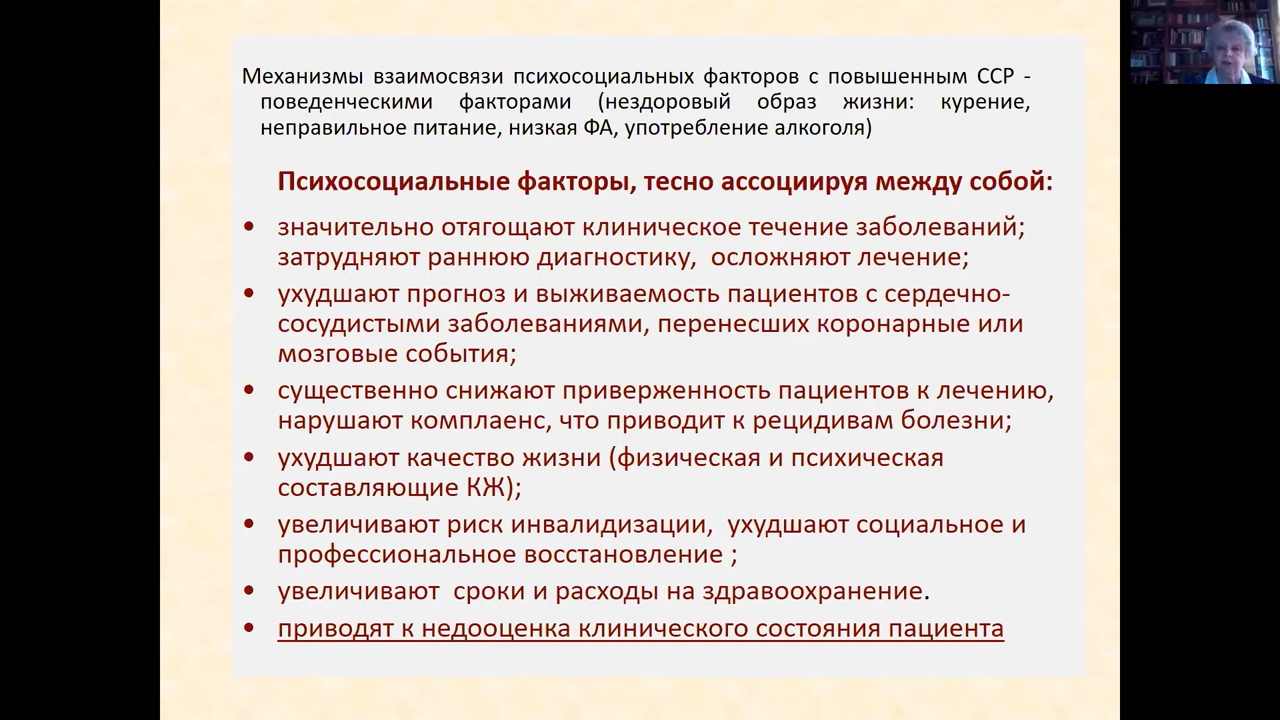 Механизмы взаимосвязи психосоциальных факторов с повышенным ССР -
поведенческими факторами (нездоровый образ жизни: курение,
неправильное питание, низкая ФА, употребление алкоголя)
Психосоциальные факторы, тесно ассоциируя между собой:
• значительно отягощают клиническое течение заболеваний;
затрудняют раннюю диагностику, осложняют лечение;
• ухудшают прогноз и выживаемость пациентов с сердечно-
сосудистыми заболеваниями, перенесших коронарные или
мозговые события;
• существенно снижают приверженность пациентов к лечению,
нарушают комплаенс, что приводит к рецидивам болезни;
• ухудшают качество жизни (физическая и психическая
составляющие КЖ);
• увеличивают риск инвалидизации, ухудшают социальное и
профессиональное восстановление ;
• увеличивают сроки и расходы на здравоохранение.
• приводят к недооценка клинического состояния пациента